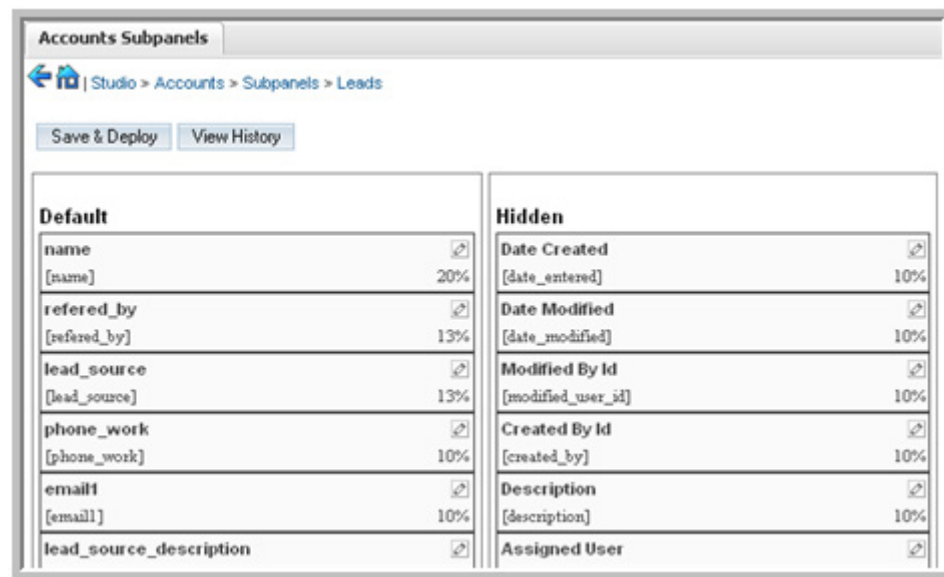 Accounts Subpanels
| Studio > Accounts > Subpanels > Leads
Save & Deploy View History
Default
name
[name] 20%
refered_by
[refered_by] 13%
lead_source
[lead_source] 13%
phone_work
[phone_work] 10%
email1
[email1] 10%
lead_source_description
Hidden
Date Created
[date_entered] 10%
Date Modified
[date_modified] 10%
Modified By Id
[modified_user_id] 10%
Created By Id
[created_by] 10%
Description
[description] 10%
Assigned User